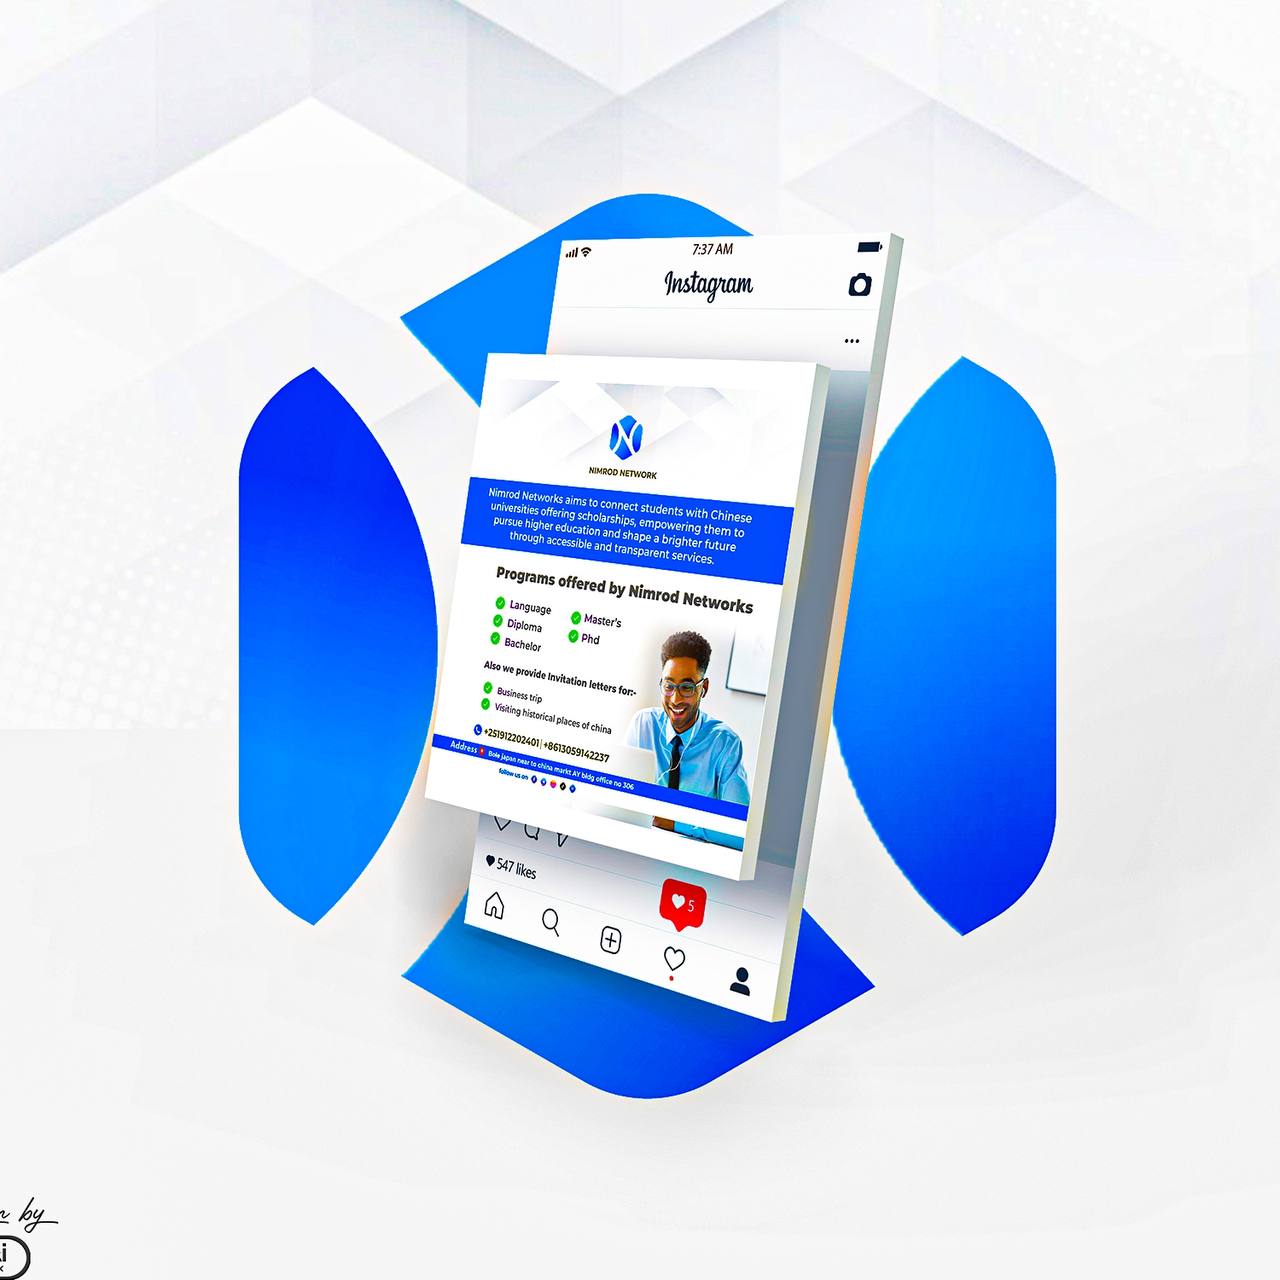 7:37 AM
Instagram
NIMROD NETWORK
Nimrod Networks aims to connect students with Chinese
universities offering scholarships, empowering them to
pursue higher education and shape a brighter future
through accessible and transparent services.
Programs offered by Nimrod Networks
Language
Master's
Diploma
Phd
Bachelor
Also we provide Invitation letters for:-
Business trip
Visiting historical places of china
+251912202401 | +8613059142237
Address Bole japan near to china markt AY bldg office no 306
follow us on
547 likes
5
by